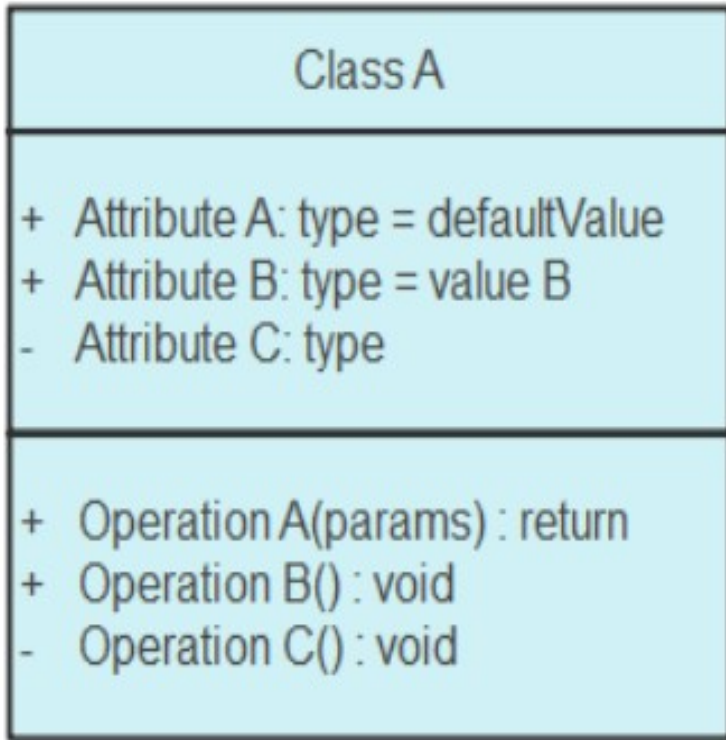 Class A
+ Attribute A: type = defaultValue
+ Attribute B: type = value B
- Attribute C: type
+ Operation A(params) : return
+ Operation B() : void
- Operation C() : void